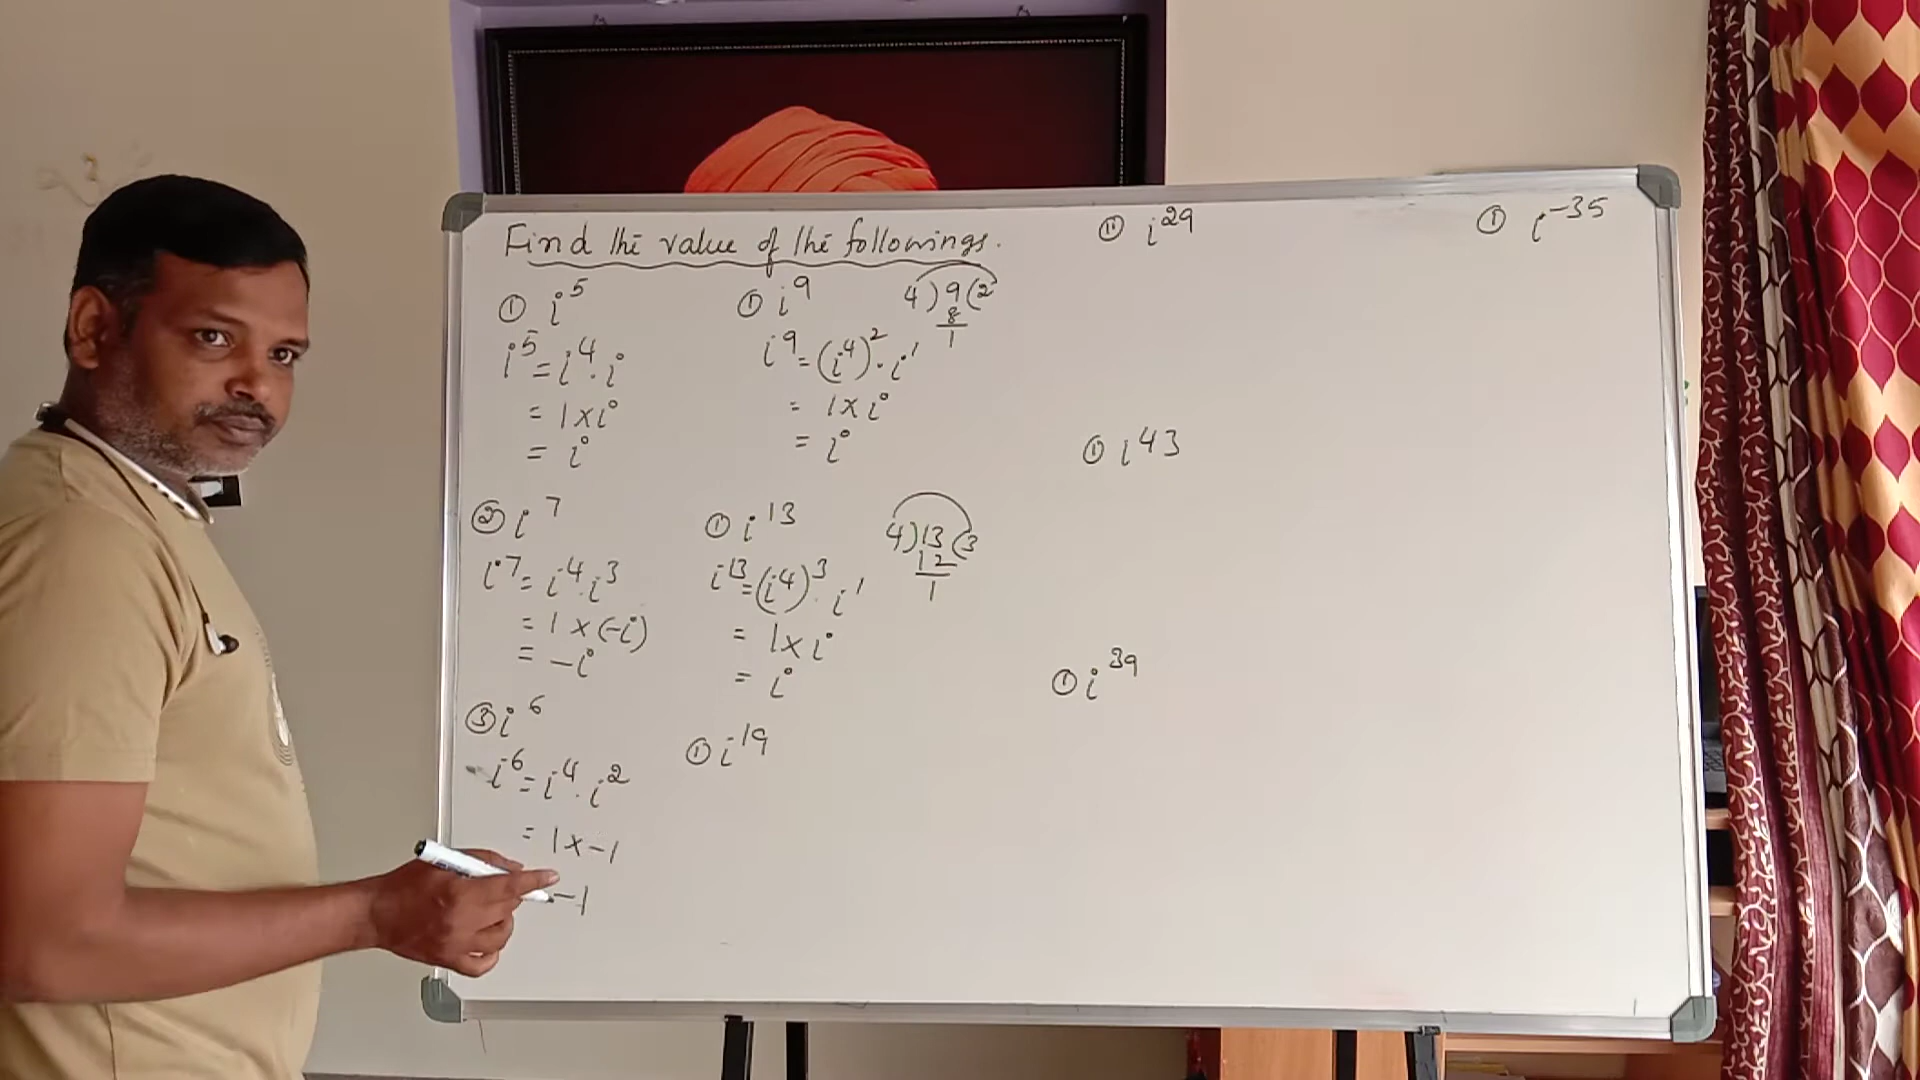 Find the value of the followings.
① i⁵
i⁵ = i⁴ · i
= 1 × i
= i
② i⁷
i⁷ = i⁴ · i³
= 1 × (-i)
= -i
③ i⁶
i⁶ = i⁴ · i²
= 1 × -1
-1
① i⁹
4 ) 9 ( 2
8
1
i⁹ = (i⁴)² · i¹
= 1 × i
= i
① i¹³
4 ) 13 ( 3
12
1
i¹³ = (i⁴)³ · i¹
= 1 × i
= i
① i¹⁹
⑪ i²⁹
① i⁴³
① i³⁹
① i⁻³⁵